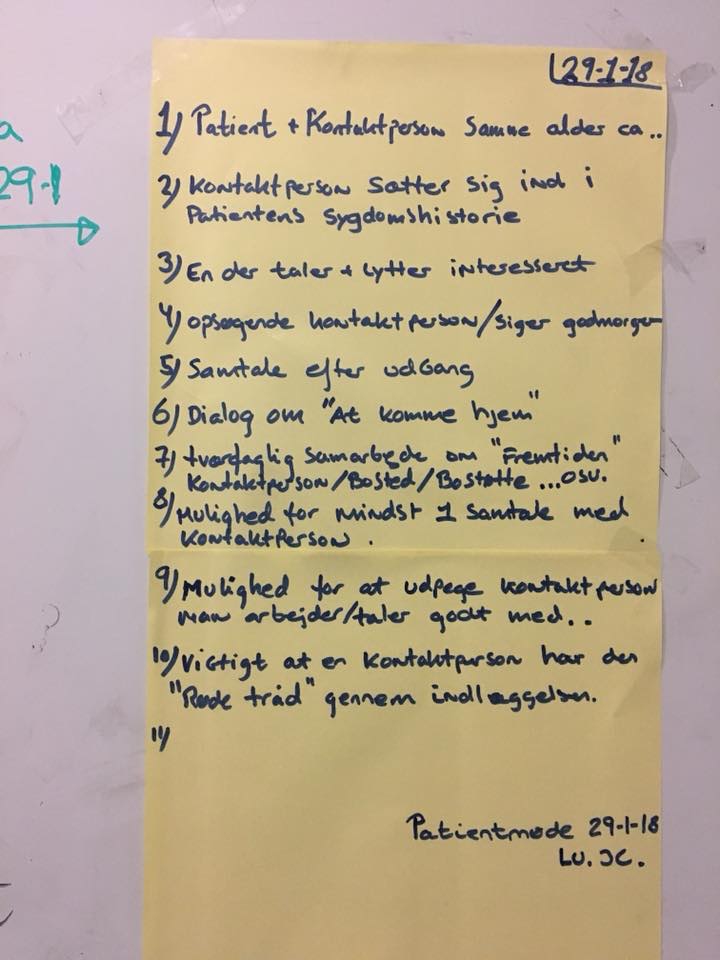 a
29-1
29-1-18
1) Patient + Kontaktperson Samme alder ca..
2) Kontaktperson Sætter sig ind i
Patientens Sygdomshistorie
3) En der taler + Lytter interesseret
4) opsøgende kontaktperson/siger godmorgen
5) Samtale efter udGang
6) Dialog om "At komme hjem"
7) tværfaglig Samarbejde om "Fremtiden"
Kontaktperson/Bosted/Bostøtte ...osv.
8) Mulighed for mindst 1 samtale med
KontaktPerson.
9) Mulighed for at udpege kontaktperson
man arbejder/taler godt med..
10) Vigtigt at en Kontaktperson har den
"Røde tråd" gennem indlæggelsen.
11)
Patientmøde 29-1-18
LU. JC.